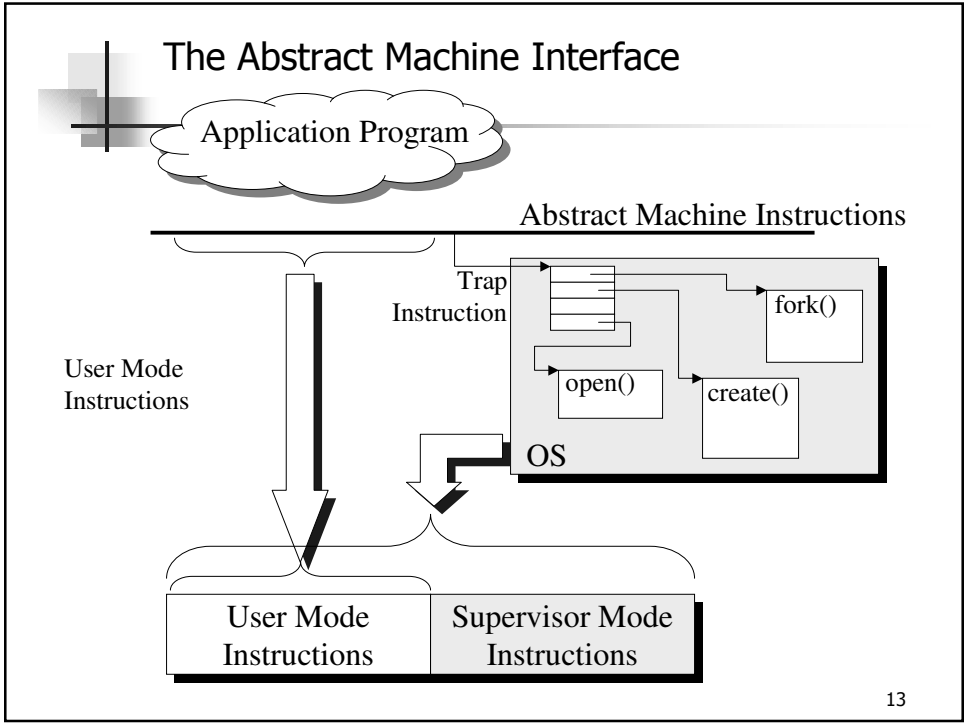 The Abstract Machine Interface
Application Program
Abstract Machine Instructions
Trap
Instruction
fork()
open()
create()
User Mode
Instructions
OS
User Mode
Instructions
Supervisor Mode
Instructions
13